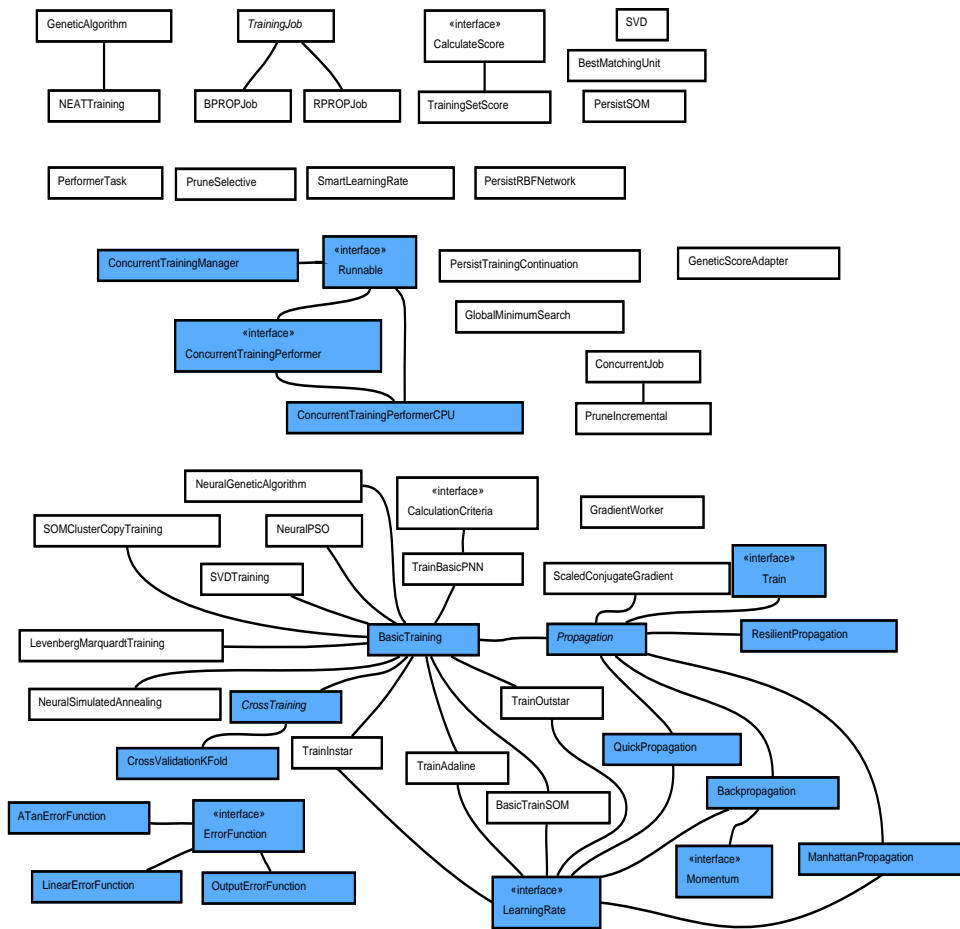 GeneticAlgorithm
TrainingJob
«interface»
CalculateScore
SVD
BestMatchingUnit
NEATTraining
BPROPJob
RPROPJob
TrainingSetScore
PersistSOM
PerformerTask
PruneSelective
SmartLearningRate
PersistRBFNetwork
ConcurrentTrainingManager
«interface»
Runnable
PersistTrainingContinuation
GeneticScoreAdapter
GlobalMinimumSearch
«interface»
ConcurrentTrainingPerformer
ConcurrentJob
ConcurrentTrainingPerformerCPU
PruneIncremental
NeuralGeneticAlgorithm
«interface»
CalculationCriteria
GradientWorker
SOMClusterCopyTraining
NeuralPSO
SVDTraining
TrainBasicPNN
ScaledConjugateGradient
«interface»
Train
LevenbergMarquardtTraining
BasicTraining
Propagation
ResilientPropagation
NeuralSimulatedAnnealing
CrossTraining
TrainOutstar
CrossValidationKFold
TrainInstar
TrainAdaline
QuickPropagation
BasicTrainSOM
Backpropagation
ATanErrorFunction
«interface»
ErrorFunction
LinearErrorFunction
OutputErrorFunction
«interface»
LearningRate
«interface»
Momentum
ManhattanPropagation